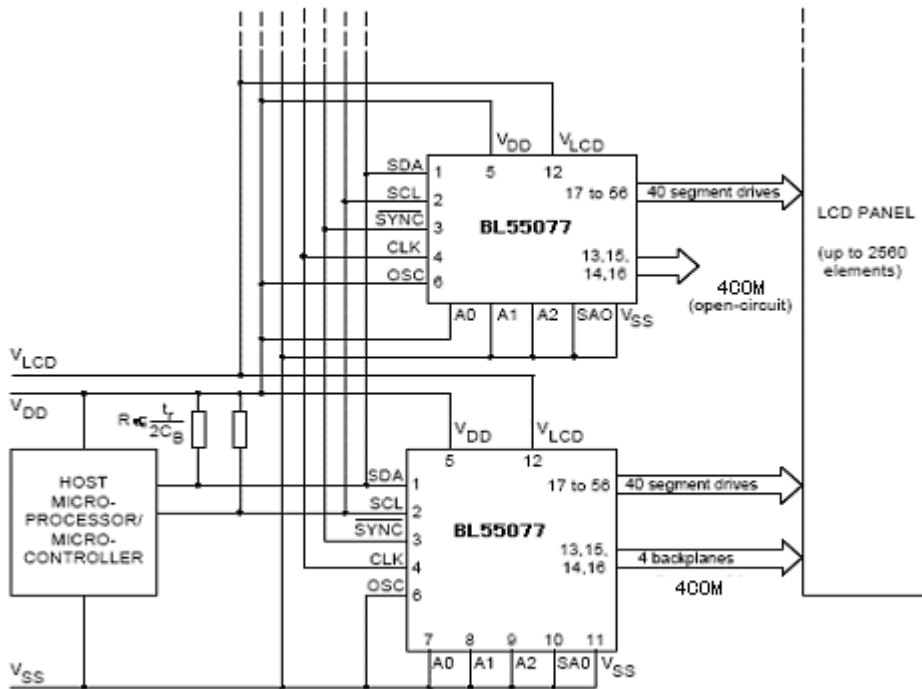 VDD
VLCD
SDA
1
5
12
17 to 56
40 segment drives
SCL
2
SYNC
3
BL55077
CLK
4
13,15,
14,16
OSC
6
4COM
(open-circuit)
LCD PANEL
(up to 2560
elements)
A0
A1
A2
SAO
VSS
VLCD
VDD
R ≤ tr
2CB
VDD
VLCD
5
12
HOST
MICRO-
PROCESSOR/
MICRO-
CONTROLLER
SDA
1
17 to 56
40 segment drives
SCL
2
SYNC
3
BL55077
CLK
4
13,15,
14,16
4 backplanes
OSC
6
4COM
7
8
9
10
11
A0
A1
A2
SA0
VSS
VSS